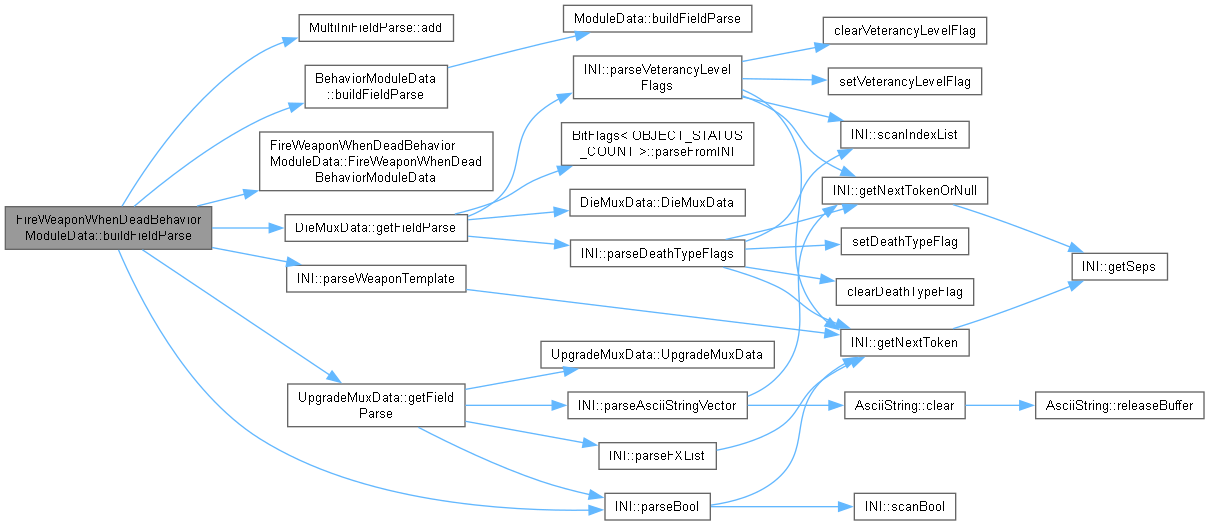 FireWeaponWhenDeadBehavior
ModuleData::buildFieldParse
MultiIniFieldParse::add
BehaviorModuleData
::buildFieldParse
ModuleData::buildFieldParse
FireWeaponWhenDeadBehavior
ModuleData::FireWeaponWhenDead
BehaviorModuleData
DieMuxData::getFieldParse
INI::parseWeaponTemplate
UpgradeMuxData::getField
Parse
INI::parseVeterancyLevel
Flags
BitFlags< OBJECT_STATUS
_COUNT >::parseFromINI
DieMuxData::DieMuxData
INI::parseDeathTypeFlags
UpgradeMuxData::UpgradeMuxData
INI::parseAsciiStringVector
INI::parseFXList
INI::parseBool
clearVeterancyLevelFlag
setVeterancyLevelFlag
INI::scanIndexList
INI::getNextTokenOrNull
setDeathTypeFlag
clearDeathTypeFlag
INI::getNextToken
AsciiString::clear
INI::scanBool
INI::getSeps
AsciiString::releaseBuffer